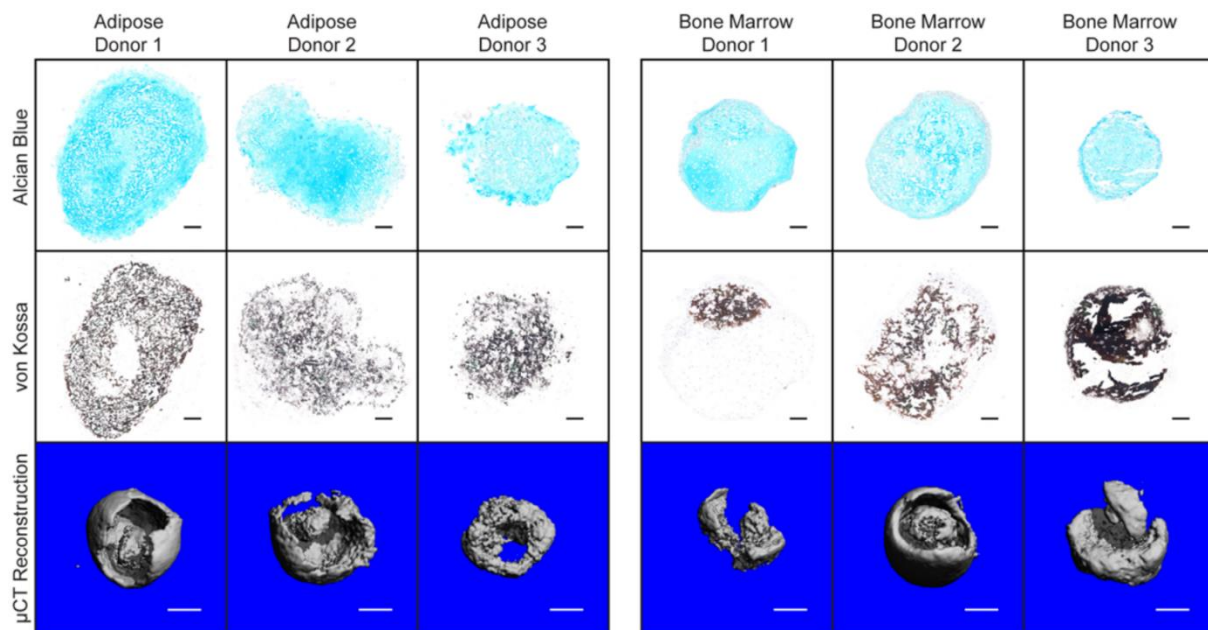 Adipose
Donor 1
Adipose
Donor 2
Adipose
Donor 3
Bone Marrow
Donor 1
Bone Marrow
Donor 2
Bone Marrow
Donor 3
Alcian Blue
von Kossa
µCT Reconstruction